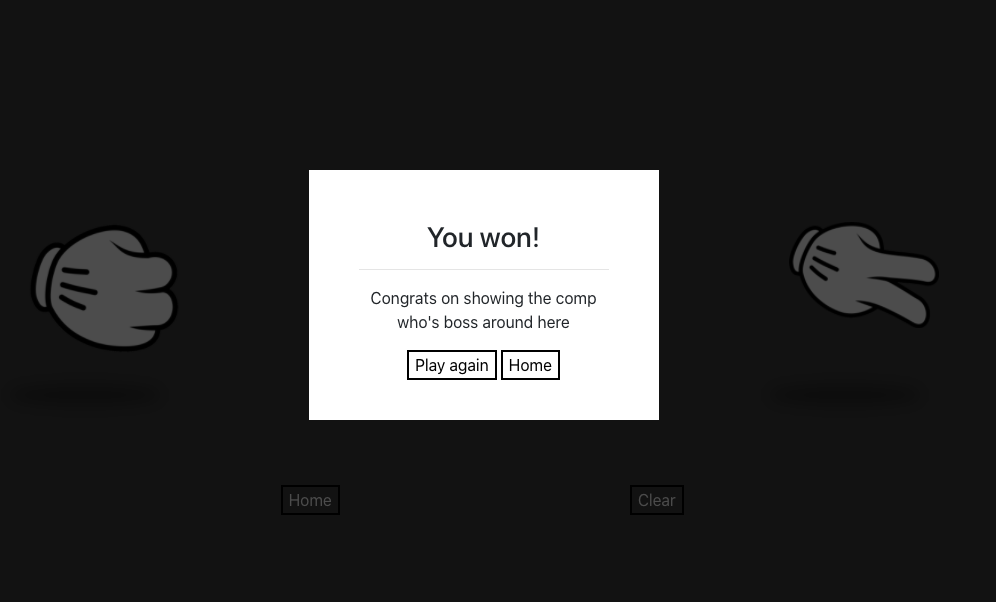 You won!
Congrats on showing the comp
who's boss around here
Play again Home
Home Clear